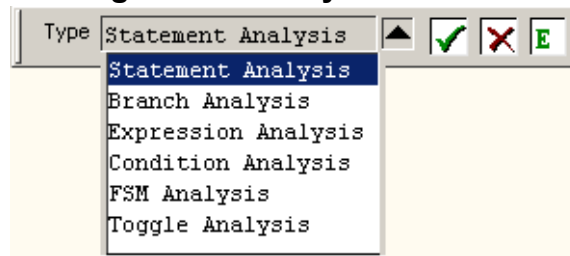 Type Statement Analysis E
Statement Analysis
Branch Analysis
Expression Analysis
Condition Analysis
FSM Analysis
Toggle Analysis